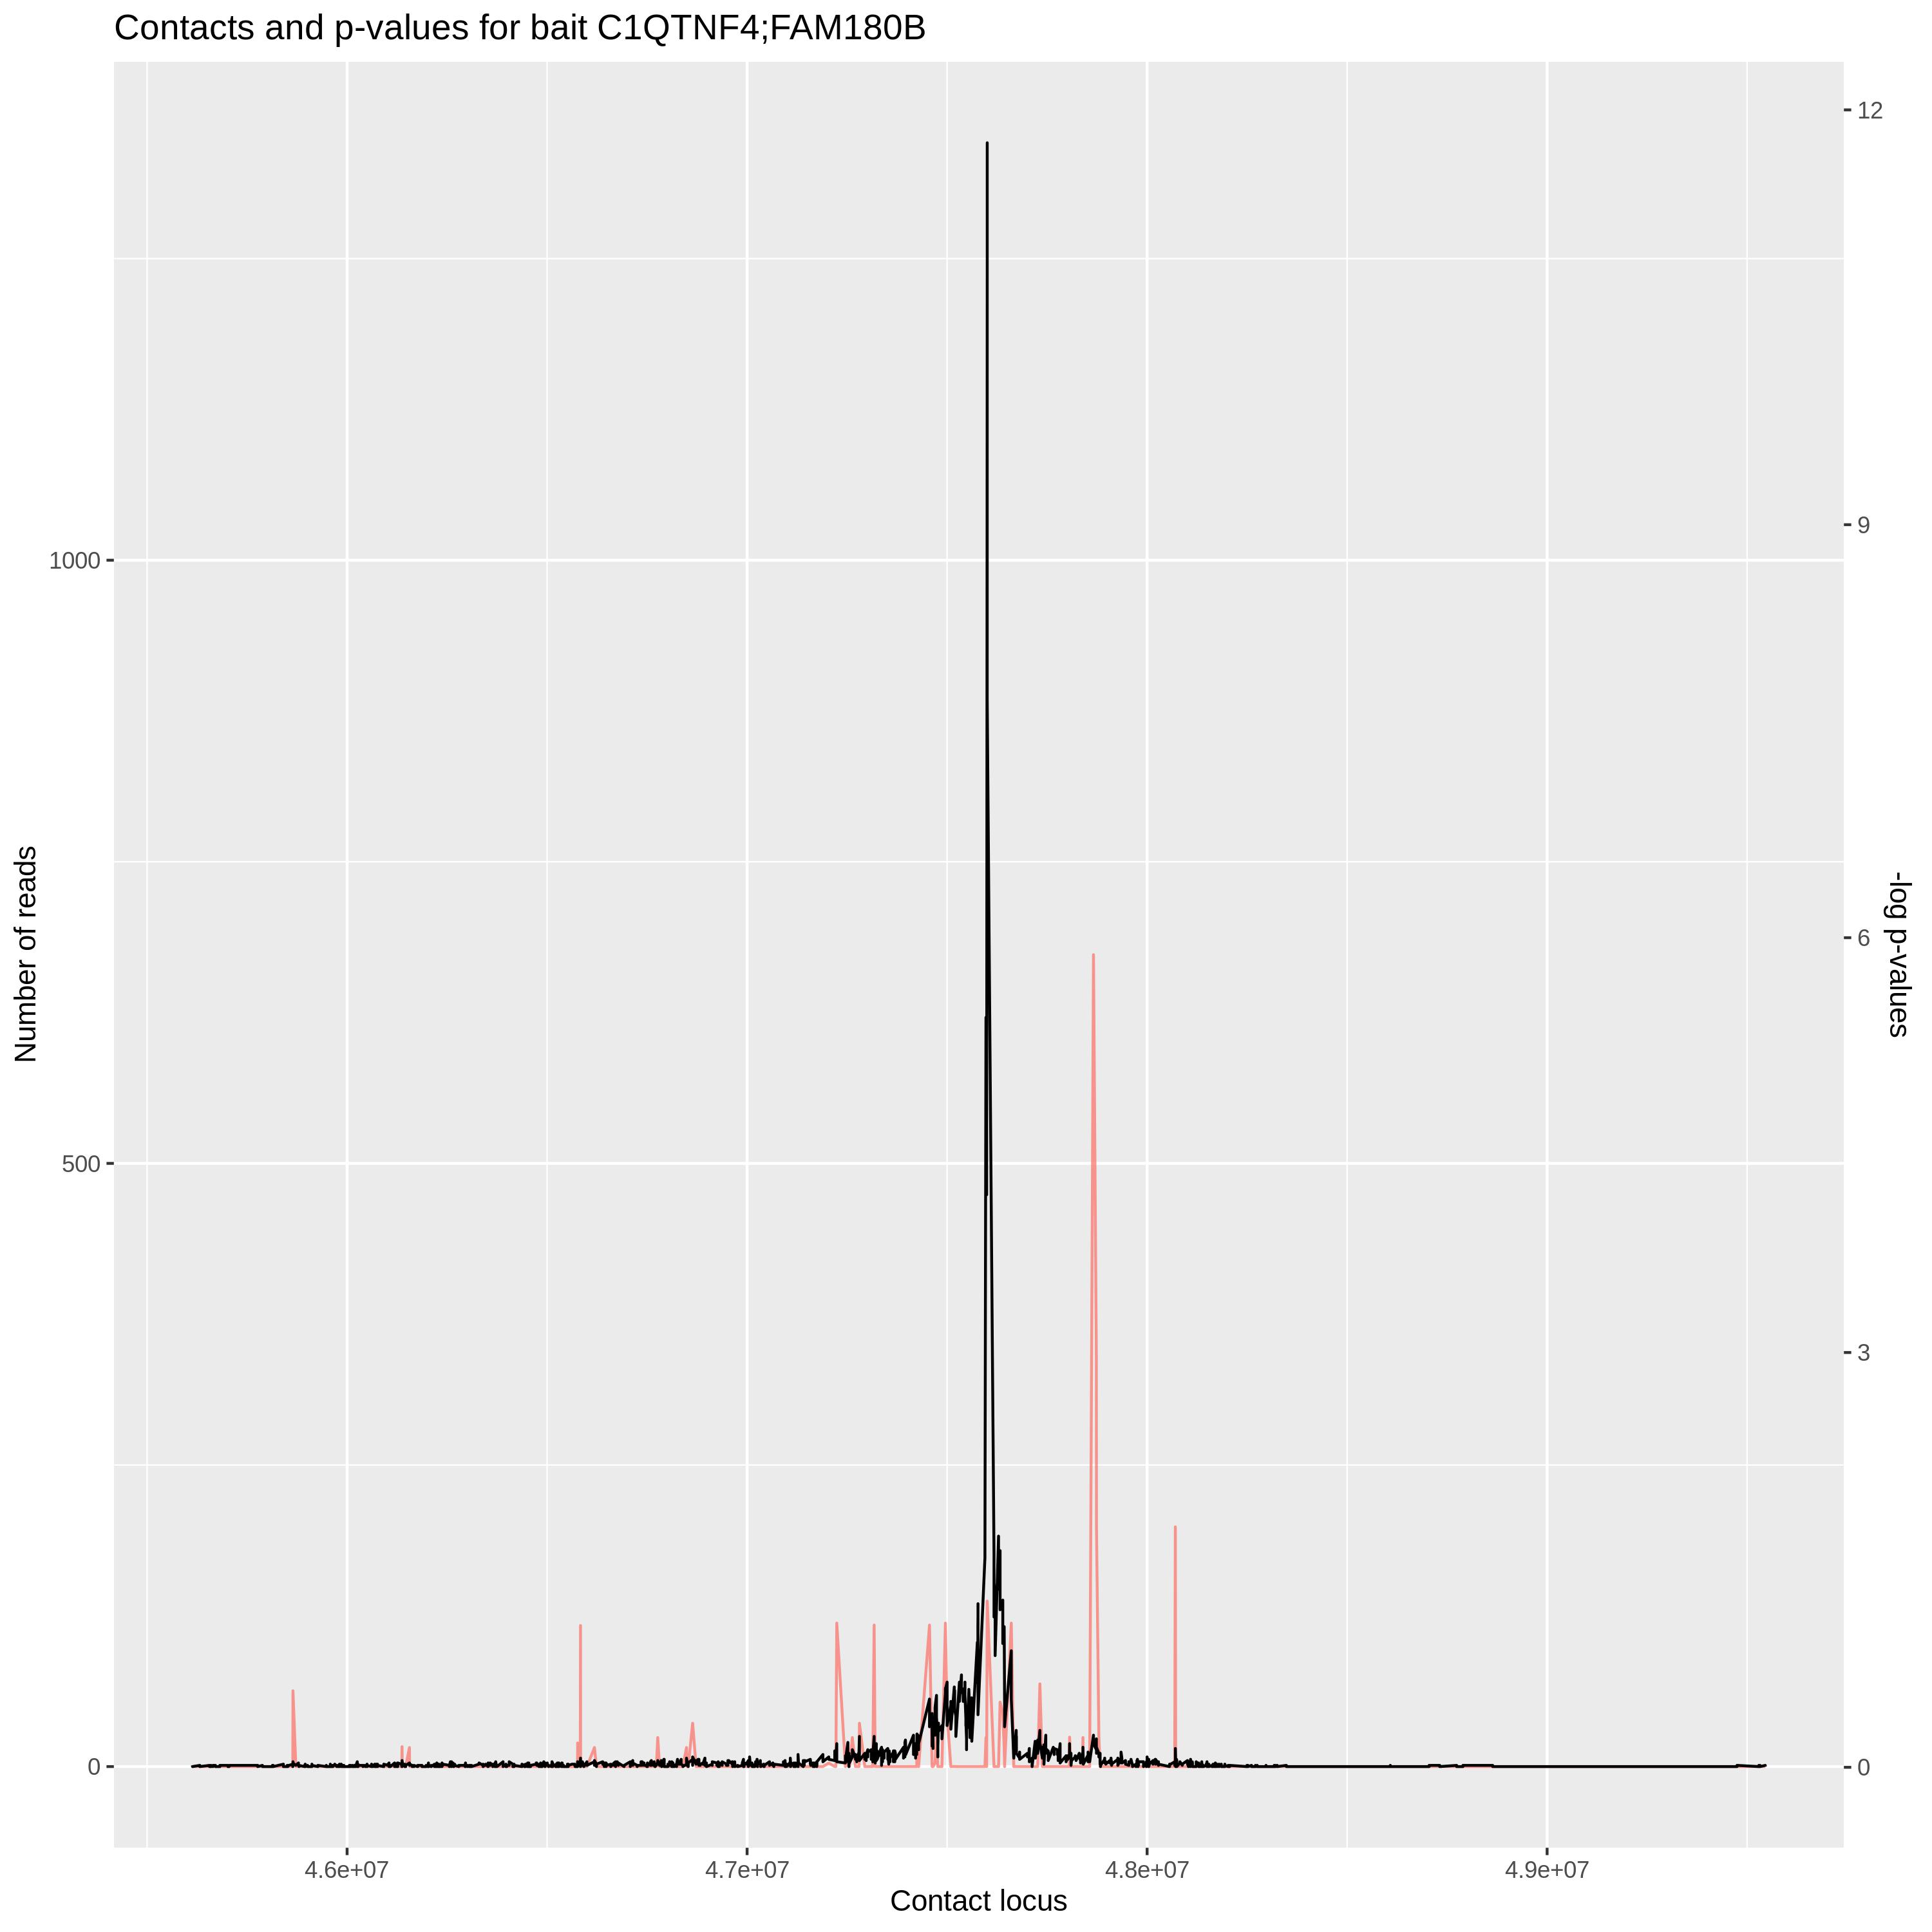 Contacts and p-values for bait C1QTNF4;FAM180B
12
9
1000
6
Number of reads
-log p-values
500
3
0
0
4.6e+07
4.7e+07
4.8e+07
4.9e+07
Contact locus